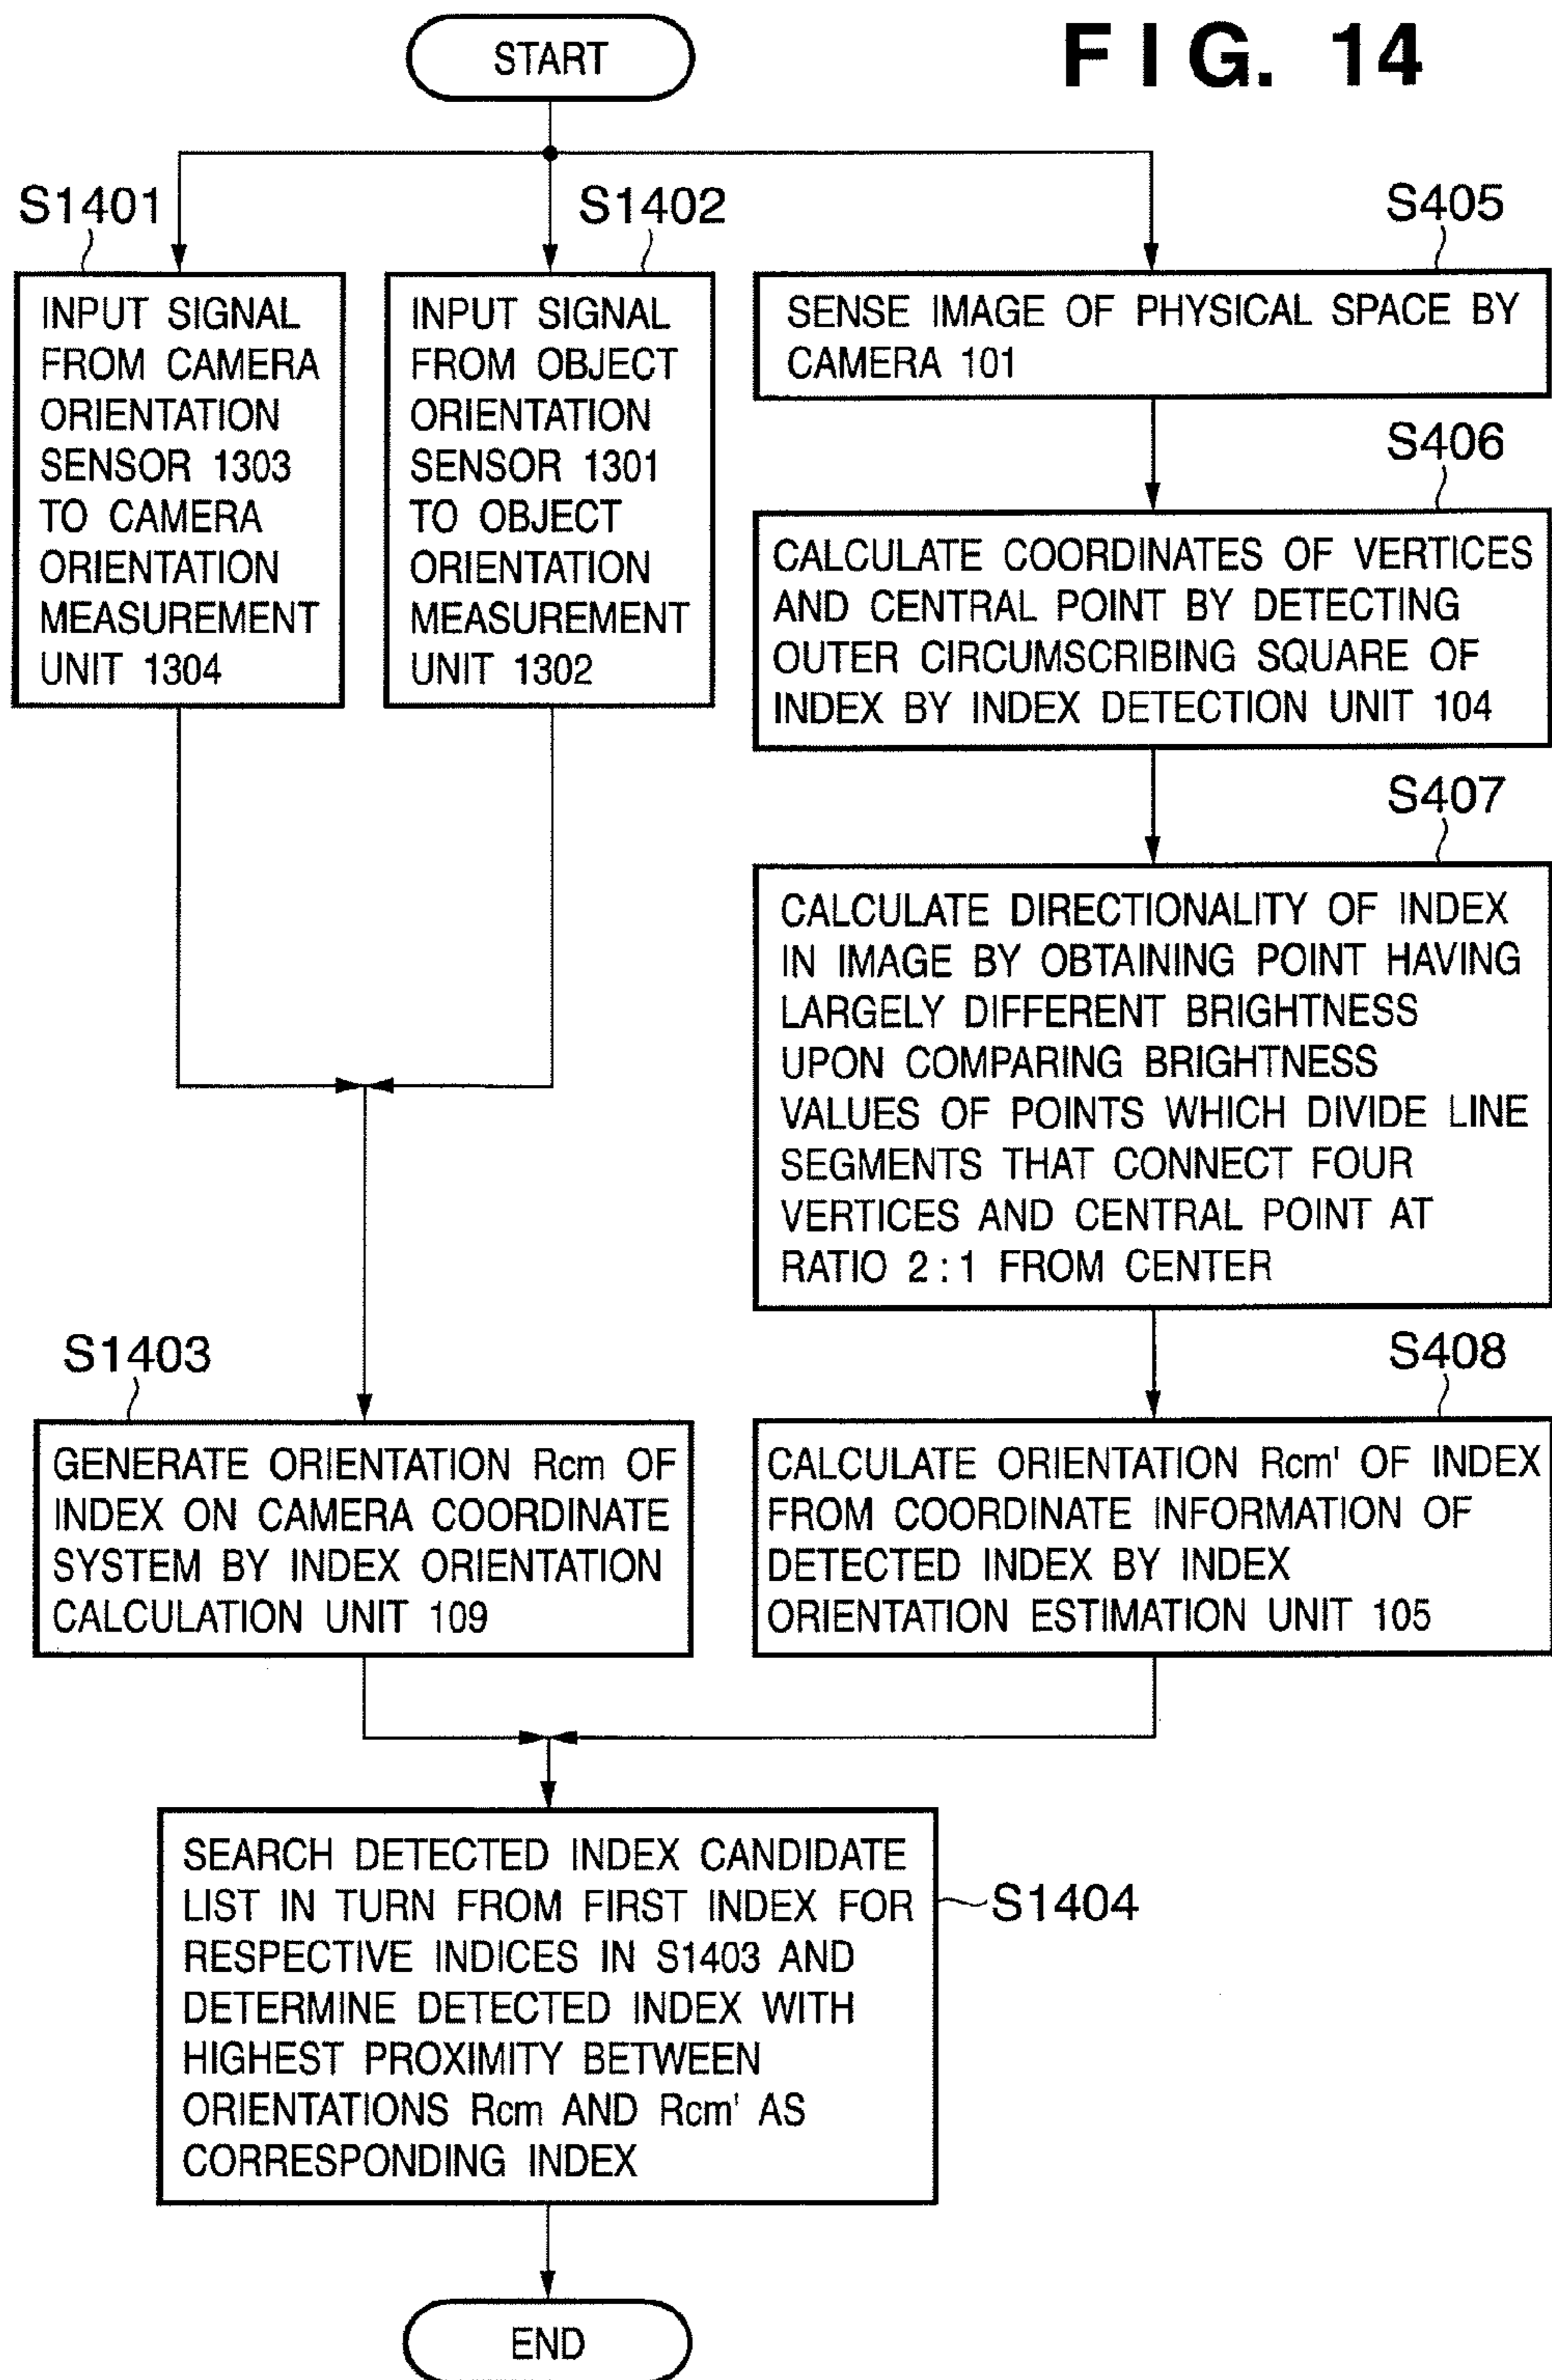 FIG. 14
START
S1401
INPUT SIGNAL
FROM CAMERA
ORIENTATION
SENSOR 1303
TO CAMERA
ORIENTATION
MEASUREMENT
UNIT 1304
S1402
INPUT SIGNAL
FROM OBJECT
ORIENTATION
SENSOR 1301
TO OBJECT
ORIENTATION
MEASUREMENT
UNIT 1302
S405
SENSE IMAGE OF PHYSICAL SPACE BY
CAMERA 101
S406
CALCULATE COORDINATES OF VERTICES
AND CENTRAL POINT BY DETECTING
OUTER CIRCUMSCRIBING SQUARE OF
INDEX BY INDEX DETECTION UNIT 104
S407
CALCULATE DIRECTIONALITY OF INDEX
IN IMAGE BY OBTAINING POINT HAVING
LARGELY DIFFERENT BRIGHTNESS
UPON COMPARING BRIGHTNESS
VALUES OF POINTS WHICH DIVIDE LINE
SEGMENTS THAT CONNECT FOUR
VERTICES AND CENTRAL POINT AT
RATIO 2:1 FROM CENTER
S1403
GENERATE ORIENTATION Rcm OF
INDEX ON CAMERA COORDINATE
SYSTEM BY INDEX ORIENTATION
CALCULATION UNIT 109
S408
CALCULATE ORIENTATION Rcm' OF INDEX
FROM COORDINATE INFORMATION OF
DETECTED INDEX BY INDEX
ORIENTATION ESTIMATION UNIT 105
SEARCH DETECTED INDEX CANDIDATE
LIST IN TURN FROM FIRST INDEX FOR
RESPECTIVE INDICES IN S1403 AND
DETERMINE DETECTED INDEX WITH
HIGHEST PROXIMITY BETWEEN
ORIENTATIONS Rcm AND Rcm' AS
CORRESPONDING INDEX
S1404
END